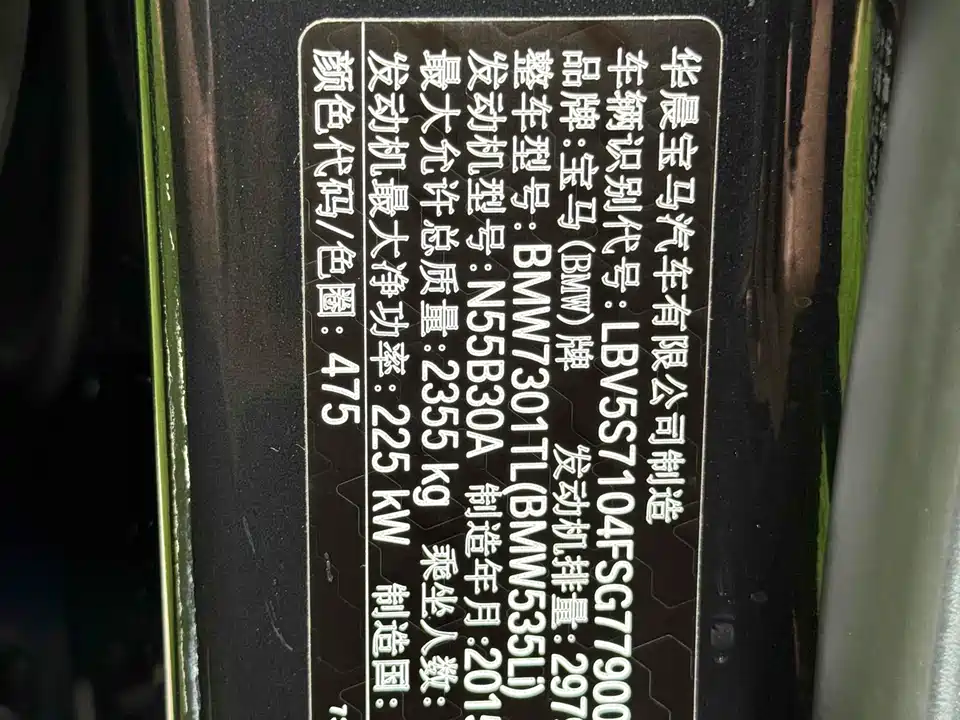 华晨宝马汽车有限公司制造
车辆识别代号:LBV5S7104FSG77900
品牌:宝马(BMW)牌 发动机排量:297
整车型号:BMW7301TL(BMW535Li)
发动机型号:N55B30A 制造年月:2015
最大允许总质量:2355 kg 乘坐人数:
发动机最大净功率:225 kW 制造国:
颜色代码/色圈: 475